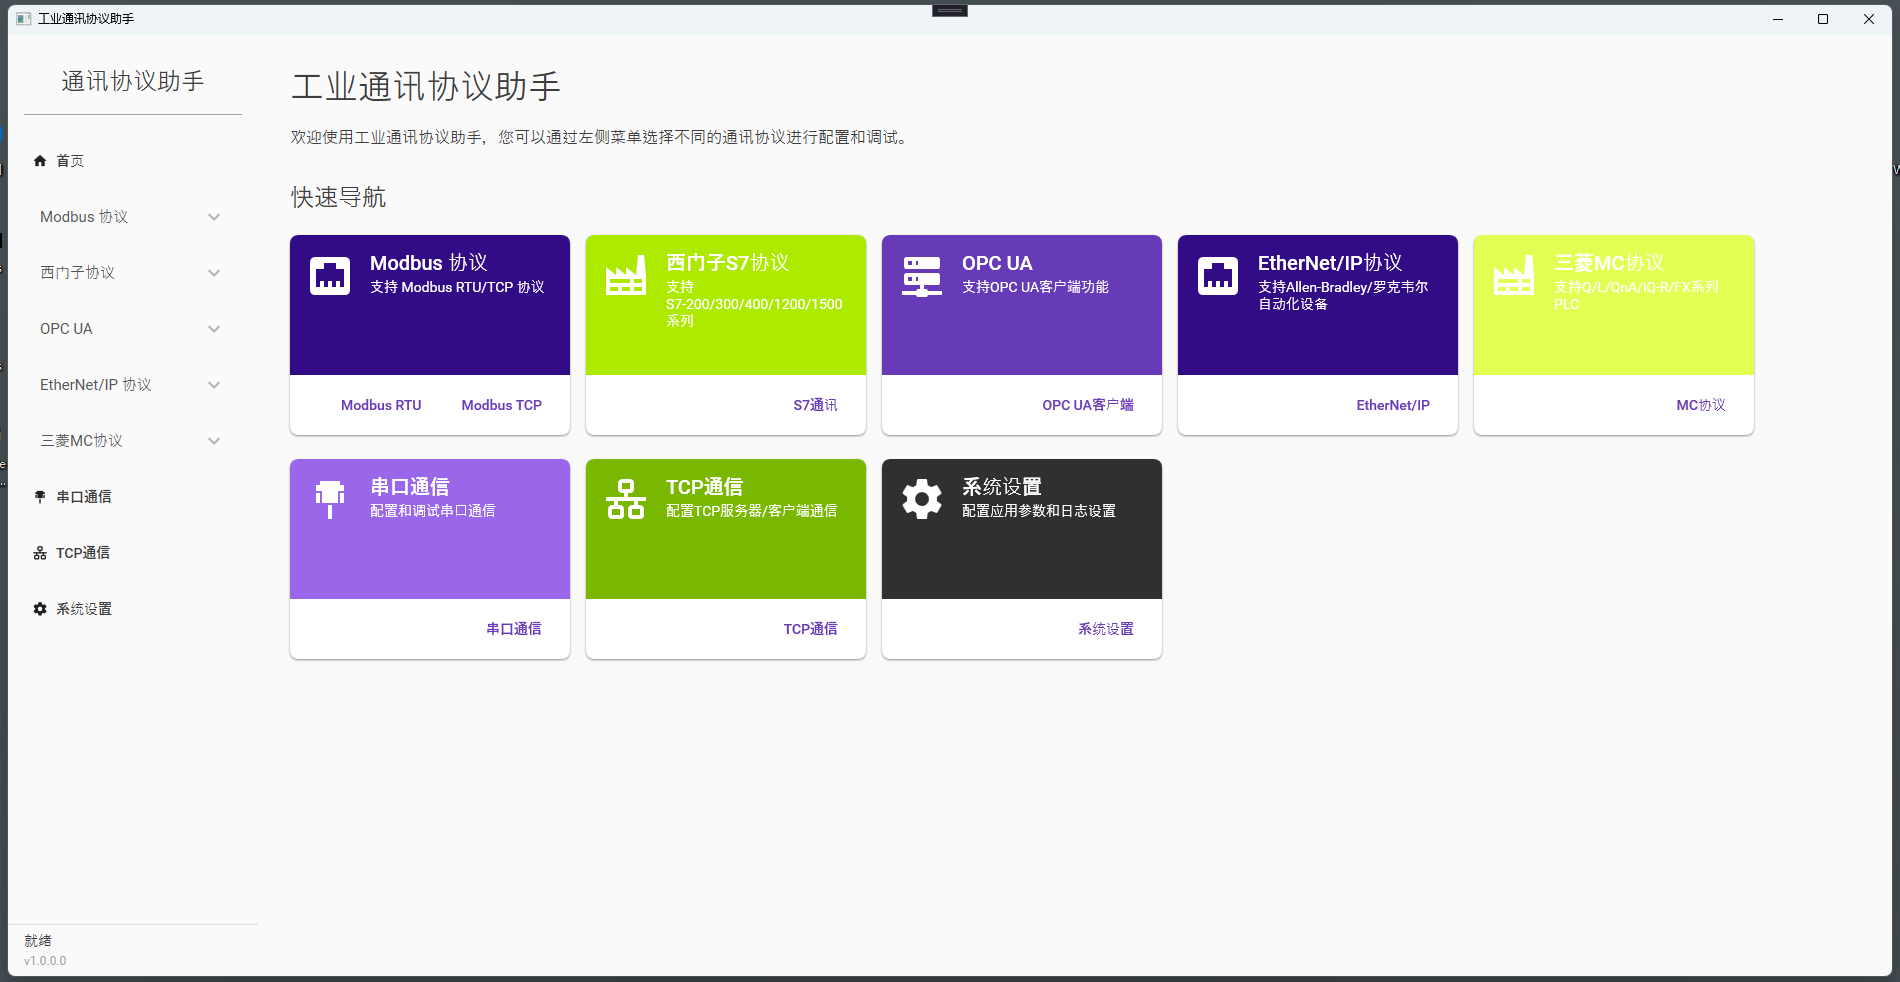 工业通讯协议助手
通讯协议助手
首页
Modbus 协议
西门子协议
OPC UA
EtherNet/IP 协议
三菱MC协议
串口通信
TCP通信
系统设置
就绪
v1.0.0.0
工业通讯协议助手
欢迎使用工业通讯协议助手，您可以通过左侧菜单选择不同的通讯协议进行配置和调试。
快速导航
Modbus 协议
支持 Modbus RTU/TCP 协议
Modbus RTU
Modbus TCP
西门子S7协议
支持
S7-200/300/400/1200/1500
系列
S7通讯
OPC UA
支持OPC UA客户端功能
OPC UA客户端
EtherNet/IP协议
支持Allen-Bradley/罗克韦尔
自动化设备
EtherNet/IP
三菱MC协议
支持Q/L/QnA/iQ-R/FX系列
PLC
MC协议
串口通信
配置和调试串口通信
串口通信
TCP通信
配置TCP服务器/客户端通信
TCP通信
系统设置
配置应用参数和日志设置
系统设置